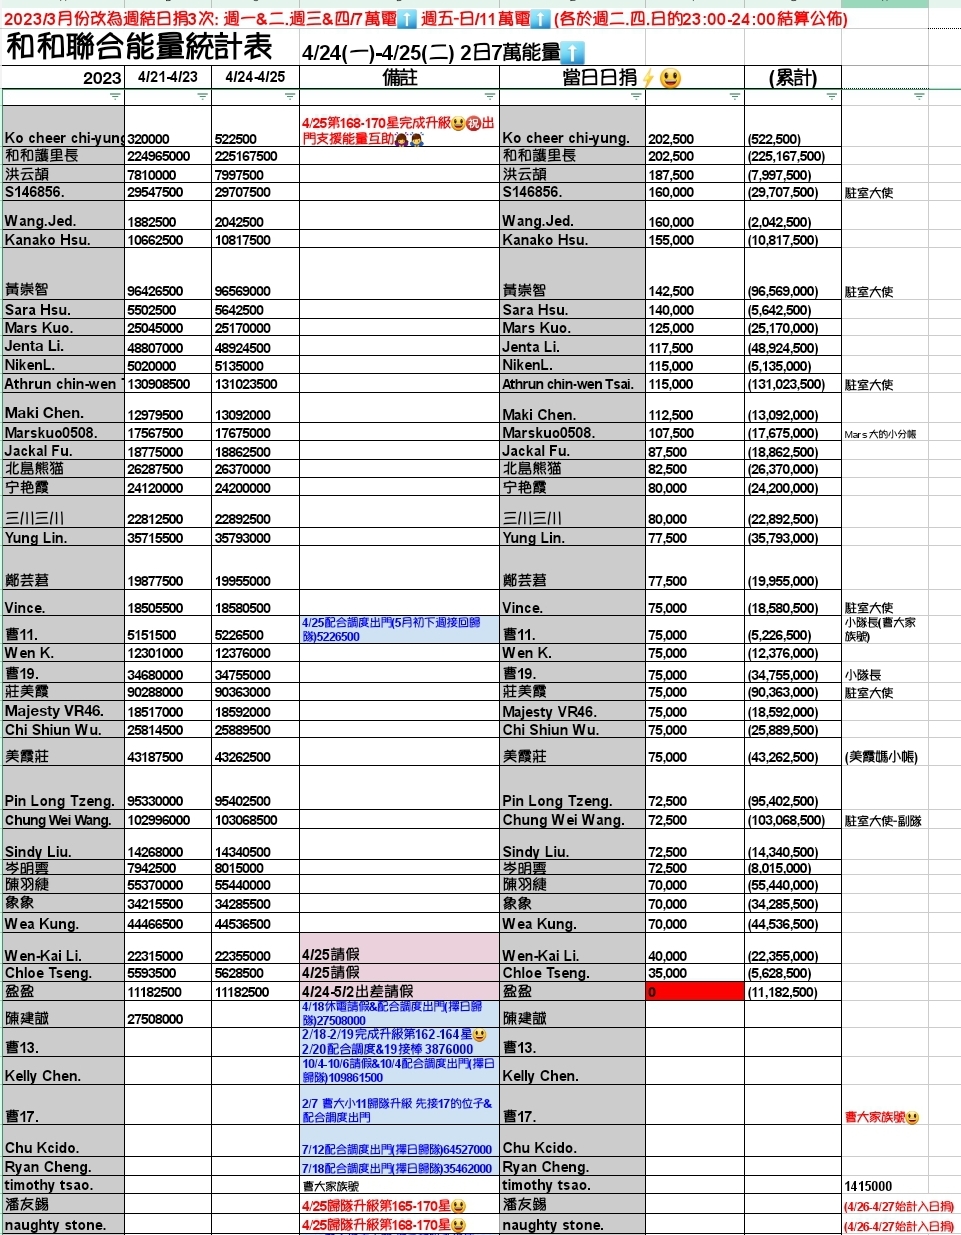 2023/3月份改為週結日捐3次: 週一&二.週三&四/7萬電⬆️ 週五-日/11萬電⬆️ (各於週二.四.日的23:00-24:00結算公佈)
和和聯合能量統計表 4/24(一)-4/25(二) 2日7萬能量⬆️
2023 4/21-4/23 4/24-4/25 備註 當日日捐⚡😃 (累計)
4/25第168-170星完成升級😃㊗️出
Ko cheer chi-yung 320000 522500 門支援能量互助🙇‍♀️🙇‍♂️ Ko cheer chi-yung. 202,500 (522,500)
和和護里長 224965000 225167500 和和護里長 202,500 (225,167,500)
洪云頡 7810000 7997500 洪云頡 187,500 (7,997,500)
S146856. 29547500 29707500 S146856. 160,000 (29,707,500) 駐室大使
Wang.Jed. 1882500 2042500 Wang.Jed. 160,000 (2,042,500)
Kanako Hsu. 10662500 10817500 Kanako Hsu. 155,000 (10,817,500)
黃崇智 96426500 96569000 黃崇智 142,500 (96,569,000) 駐室大使
Sara Hsu. 5502500 5642500 Sara Hsu. 140,000 (5,642,500)
Mars Kuo. 25045000 25170000 Mars Kuo. 125,000 (25,170,000)
Jenta Li. 48807000 48924500 Jenta Li. 117,500 (48,924,500)
NikenL. 5020000 5135000 NikenL. 115,000 (5,135,000)
Athrun chin-wen T 130908500 131023500 Athrun chin-wen Tsai. 115,000 (131,023,500) 駐室大使
Maki Chen. 12979500 13092000 Maki Chen. 112,500 (13,092,000)
Marskuo0508. 17567500 17675000 Marskuo0508. 107,500 (17,675,000) Mars大的小分帳
Jackal Fu. 18775000 18862500 Jackal Fu. 87,500 (18,862,500)
北島熊猫 26287500 26370000 北島熊猫 82,500 (26,370,000)
宁艳霞 24120000 24200000 宁艳霞 80,000 (24,200,000)
三川三川 22812500 22892500 三川三川 80,000 (22,892,500)
Yung Lin. 35715500 35793000 Yung Lin. 77,500 (35,793,000)
鄭芸萫 19877500 19955000 鄭芸萫 77,500 (19,955,000)
Vince. 18505500 18580500 Vince. 75,000 (18,580,500) 駐室大使
4/25配合調度出門(5月初下週接回歸 小隊長(曹大家
曹11. 5151500 5226500 隊)5226500 曹11. 75,000 (5,226,500) 族號)
Wen K. 12301000 12376000 Wen K. 75,000 (12,376,000)
曹19. 34680000 34755000 曹19. 75,000 (34,755,000) 小隊長
莊美霞 90288000 90363000 莊美霞 75,000 (90,363,000) 駐室大使
Majesty VR46. 18517000 18592000 Majesty VR46. 75,000 (18,592,000)
Chi Shiun Wu. 25814500 25889500 Chi Shiun Wu. 75,000 (25,889,500)
美霞莊 43187500 43262500 美霞莊 75,000 (43,262,500) (美霞媽小帳)
Pin Long Tzeng. 95330000 95402500 Pin Long Tzeng. 72,500 (95,402,500)
Chung Wei Wang. 102996000 103068500 Chung Wei Wang. 72,500 (103,068,500) 駐室大使-副隊
Sindy Liu. 14268000 14340500 Sindy Liu. 72,500 (14,340,500)
岑明雲 7942500 8015000 岑明雲 72,500 (8,015,000)
陳羽緁 55370000 55440000 陳羽緁 70,000 (55,440,000)
象象 34215500 34285500 象象 70,000 (34,285,500)
Wea Kung. 44466500 44536500 Wea Kung. 70,000 (44,536,500)
Wen-Kai Li. 22315000 22355000 4/25請假 Wen-Kai Li. 40,000 (22,355,000)
Chloe Tseng. 5593500 5628500 4/25請假 Chloe Tseng. 35,000 (5,628,500)
盈盈 11182500 11182500 4/24-5/2出差請假 盈盈 0 (11,182,500)
4/18休電請假&配合調度出門(擇日歸
陳建誠 27508000 隊)27508000 陳建誠
2/18-2/19完成升級第162-164星😃
曹13. 2/20配合調度&19接棒 3876000 曹13.
10/4-10/6請假&10/4配合調度出門(擇日
Kelly Chen. 歸隊)109861500 Kelly Chen.
2/7 曹大小11歸隊升級 先接17的位子&
曹17. 配合調度出門 曹17. 曹大家族號😃
Chu Kcido. 7/12配合調度出門(擇日歸隊)64527000 Chu Kcido.
Ryan Cheng. 7/18配合調度出門(擇日歸隊)35462000 Ryan Cheng.
timothy tsao. 曹大家族號 timothy tsao. 1415000
潘友錫 4/25歸隊升級第165-170星😃 潘友錫 (4/26-4/27始計入日捐)
naughty stone. 4/25歸隊升級第168-170星😃 naughty stone. (4/26-4/27始計入日捐)